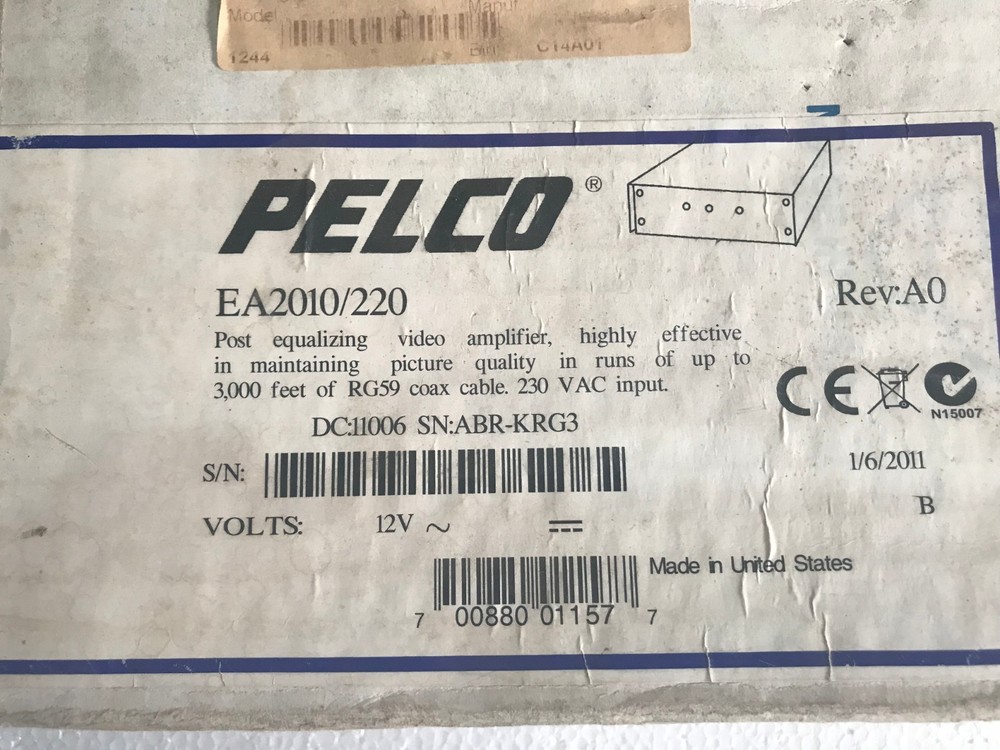 Model
1244
C14A01
PELCO ®
EA2010/220
Rev:A0
Post equalizing video amplifier, highly effective
in maintaining picture quality in runs of up to
3,000 feet of RG59 coax cable. 230 VAC input.
CE
N15007
DC:11006 SN:ABR-KRG3
S/N:
1/6/2011
B
VOLTS: 12V ~
Made in United States
7 00880 01157 7